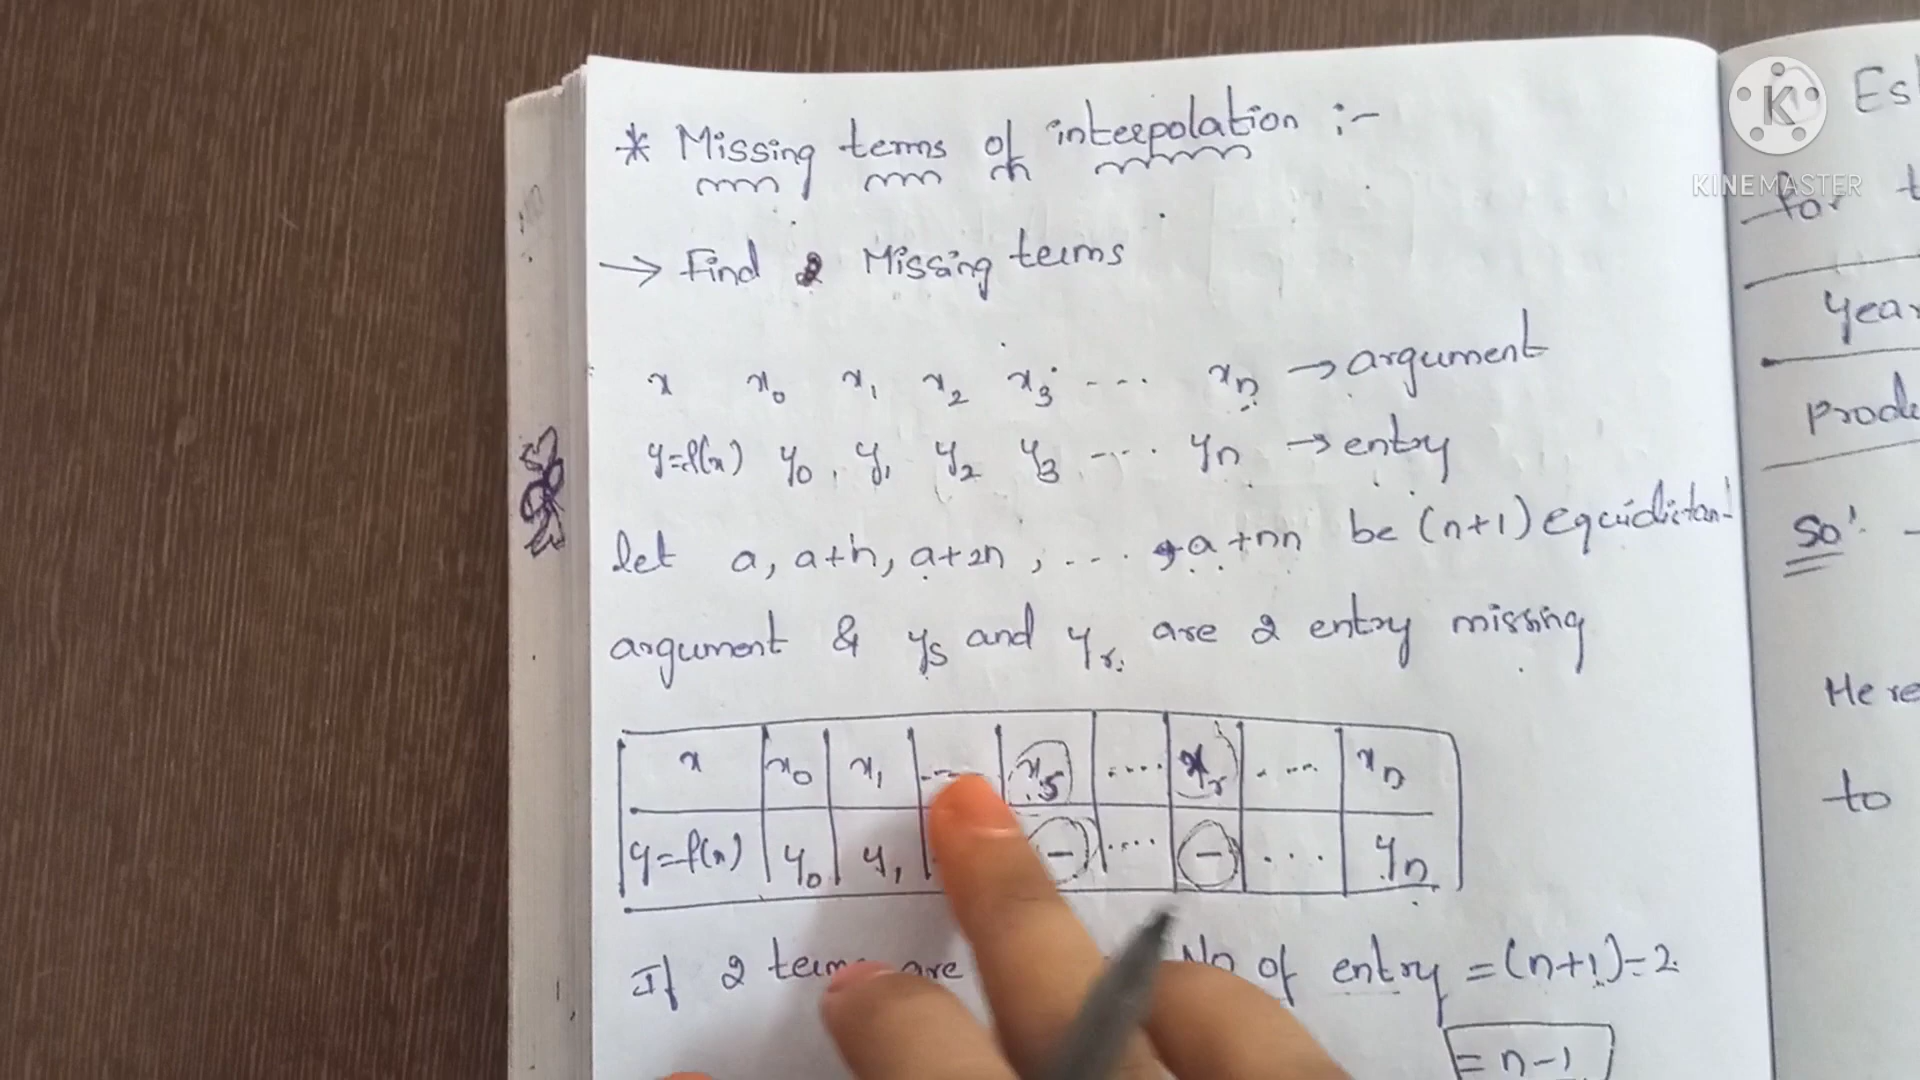 * Missing terms of interpolation :-
→ Find 2 Missing terms
x x₀ x₁ x₂ x₃ .... xₙ → argument
y=f(x) y₀, y₁ y₂ y₃ .... yₙ → entry
let a, a+h, a+2h, ... , a+nh be (n+1) equidistant
argument & yₛ and yᵣ are 2 entry missing
x x₀ x₁ ---- xₛ .... xᵣ .... xₙ
y=f(x) y₀ y₁ - .... - .... yₙ
If 2 terms are No of entry = (n+1)-2
= n-1
Est
for
Year
produ
So!
Here
to
K
KINEMASTER